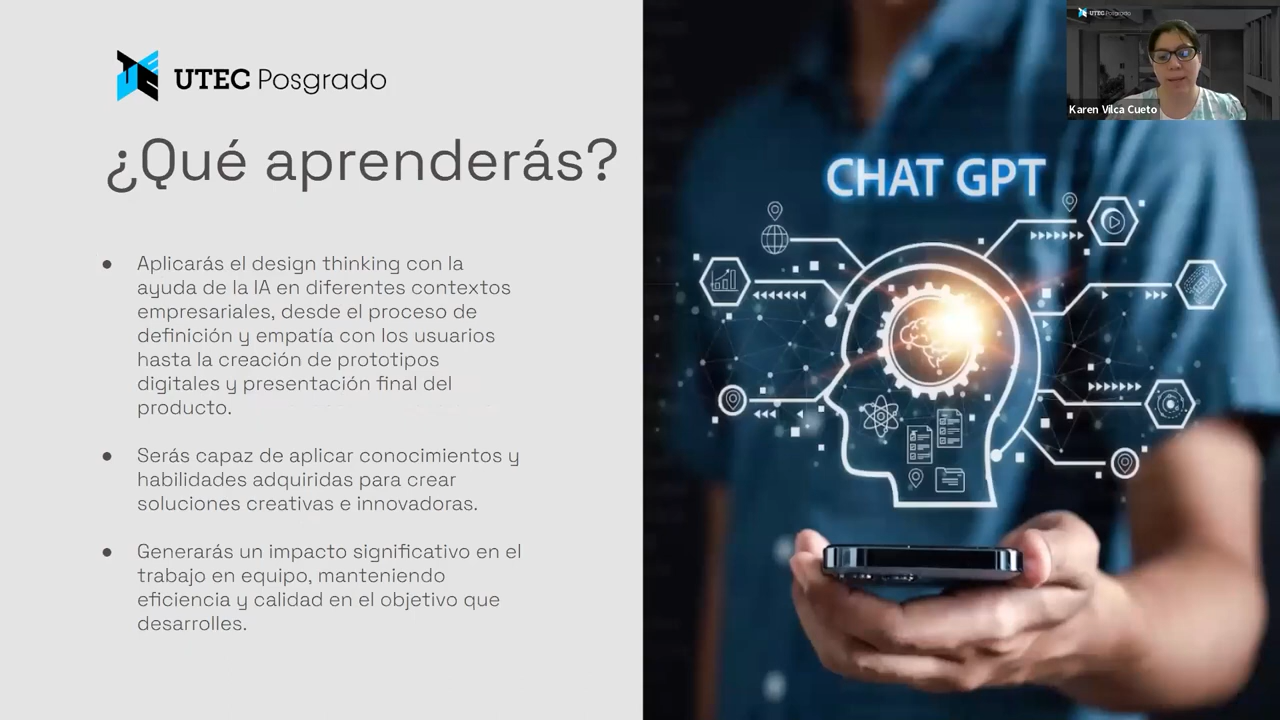 UTEC Posgrado
¿Qué aprenderás?
● Aplicarás el design thinking con la
ayuda de la IA en diferentes contextos
empresariales, desde el proceso de
definición y empatía con los usuarios
hasta la creación de prototipos
digitales y presentación final del
producto.
● Serás capaz de aplicar conocimientos y
habilidades adquiridas para crear
soluciones creativas e innovadoras.
● Generarás un impacto significativo en el
trabajo en equipo, manteniendo
eficiencia y calidad en el objetivo que
desarrolles.
CHAT GPT
UTEC Posgrado
Karen Vilca Cueto